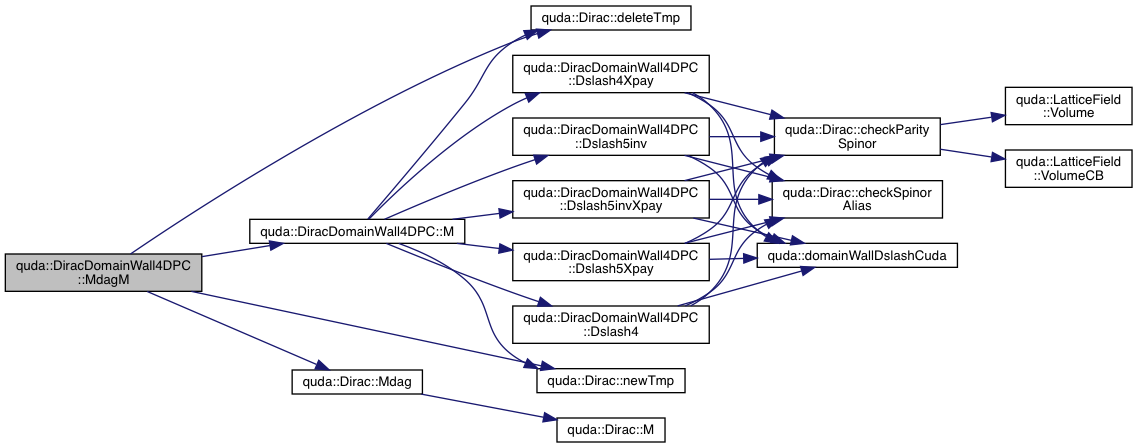 quda::DiracDomainWall4DPC
::MdagM
quda::DiracDomainWall4DPC::M
quda::Dirac::Mdag
quda::Dirac::deleteTmp
quda::DiracDomainWall4DPC
::Dslash4Xpay
quda::DiracDomainWall4DPC
::Dslash5inv
quda::DiracDomainWall4DPC
::Dslash5invXpay
quda::DiracDomainWall4DPC
::Dslash5Xpay
quda::DiracDomainWall4DPC
::Dslash4
quda::Dirac::newTmp
quda::Dirac::M
quda::Dirac::checkParity
Spinor
quda::Dirac::checkSpinor
Alias
quda::domainWallDslashCuda
quda::LatticeField
::Volume
quda::LatticeField
::VolumeCB